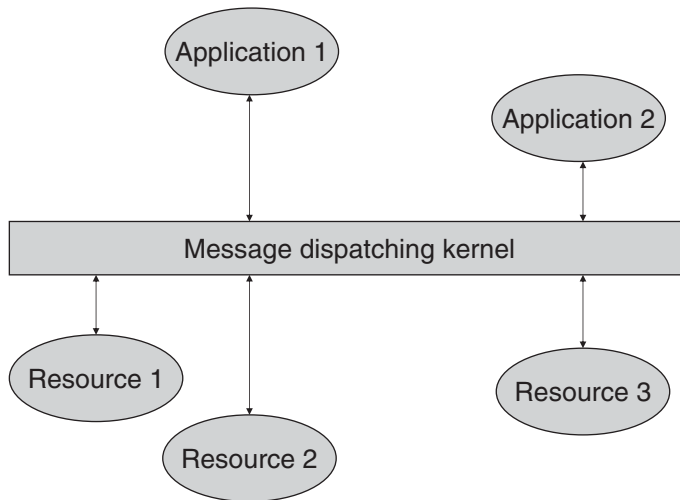 Application 1
Application 2
Message dispatching kernel
Resource 1
Resource 3
Resource 2